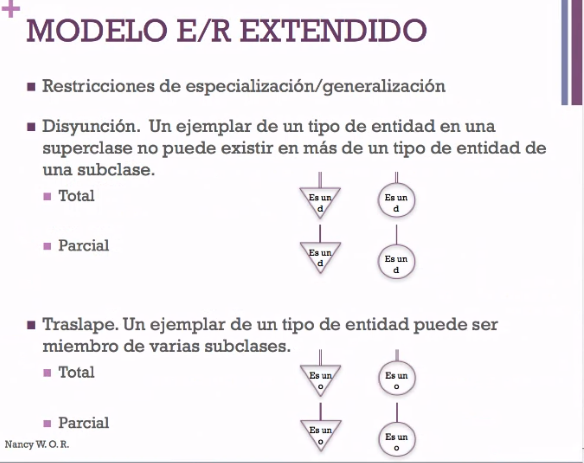 +
MODELO E/R EXTENDIDO
Restricciones de especialización/generalización
Disyunción. Un ejemplar de un tipo de entidad en una
superclase no puede existir en más de un tipo de entidad de
una subclase.
Total
Es un
d
Es un
d
Parcial
Es un
d
Es un
d
Traslape. Un ejemplar de un tipo de entidad puede ser
miembro de varias subclases.
Total
Es un
o
Es un
o
Parcial
Es un
o
Es un
o
Nancy W. O. R.